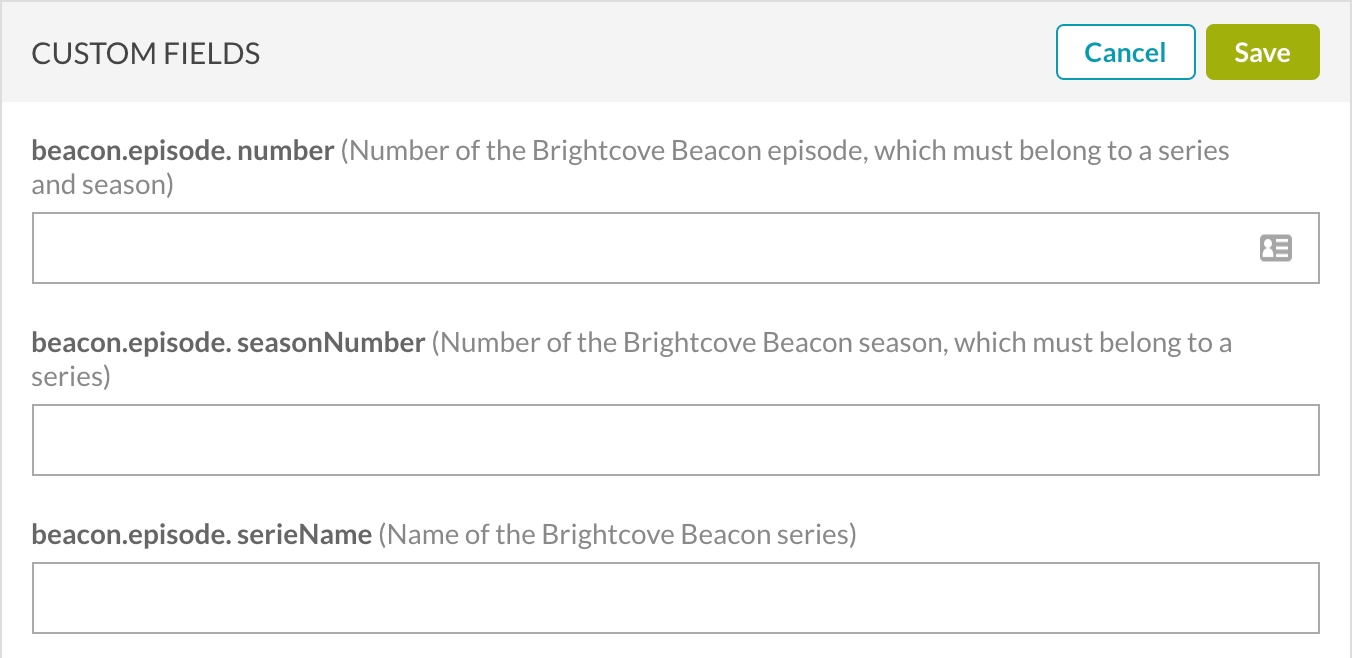 CUSTOM FIELDS
Cancel
Save
beacon.episode. number (Number of the Brightcove Beacon episode, which must belong to a series
and season)
beacon.episode. seasonNumber (Number of the Brightcove Beacon season, which must belong to a
series)
beacon.episode. serieName (Name of the Brightcove Beacon series)